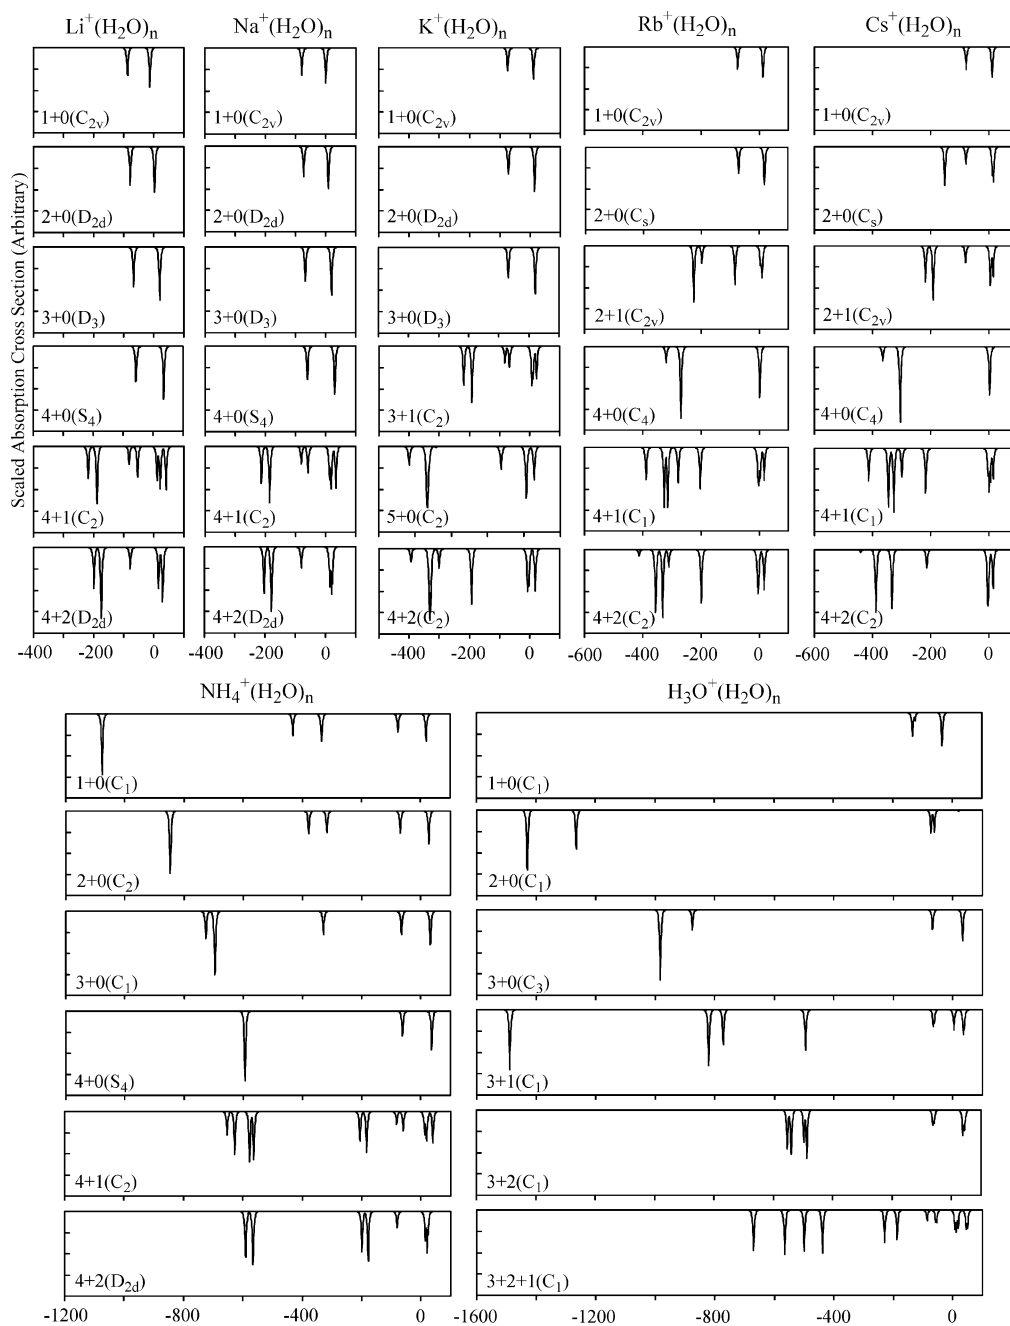 Li⁺(H₂O)ₙ Na⁺(H₂O)ₙ K⁺(H₂O)ₙ Rb⁺(H₂O)ₙ Cs⁺(H₂O)ₙ
Scaled Absorption Cross Section (Arbitrary)
1+0(C₂ᵥ) 1+0(C₂ᵥ) 1+0(C₂ᵥ) 1+0(C₂ᵥ) 1+0(C₂ᵥ)
2+0(D₂d) 2+0(D₂d) 2+0(D₂d) 2+0(Cₛ) 2+0(Cₛ)
3+0(D₃) 3+0(D₃) 3+0(D₃) 2+1(C₂ᵥ) 2+1(C₂ᵥ)
4+0(S₄) 4+0(S₄) 3+1(C₂) 4+0(C₄) 4+0(C₄)
4+1(C₂) 4+1(C₂) 5+0(C₂) 4+1(C₁) 4+1(C₁)
4+2(D₂d) 4+2(D₂d) 4+2(C₂) 4+2(C₂) 4+2(C₂)
-400 -200 0 -400 -200 0 -400 -200 0 -600 -400 -200 0 -600 -400 -200 0
NH₄⁺(H₂O)ₙ H₃O⁺(H₂O)ₙ
1+0(C₁) 1+0(C₁)
2+0(C₂) 2+0(C₁)
3+0(C₁) 3+0(C₃)
4+0(S₄) 3+1(C₁)
4+1(C₂) 3+2(C₁)
4+2(D₂d) 3+2+1(C₁)
-1200 -800 -400 0 -1600 -1200 -800 -400 0